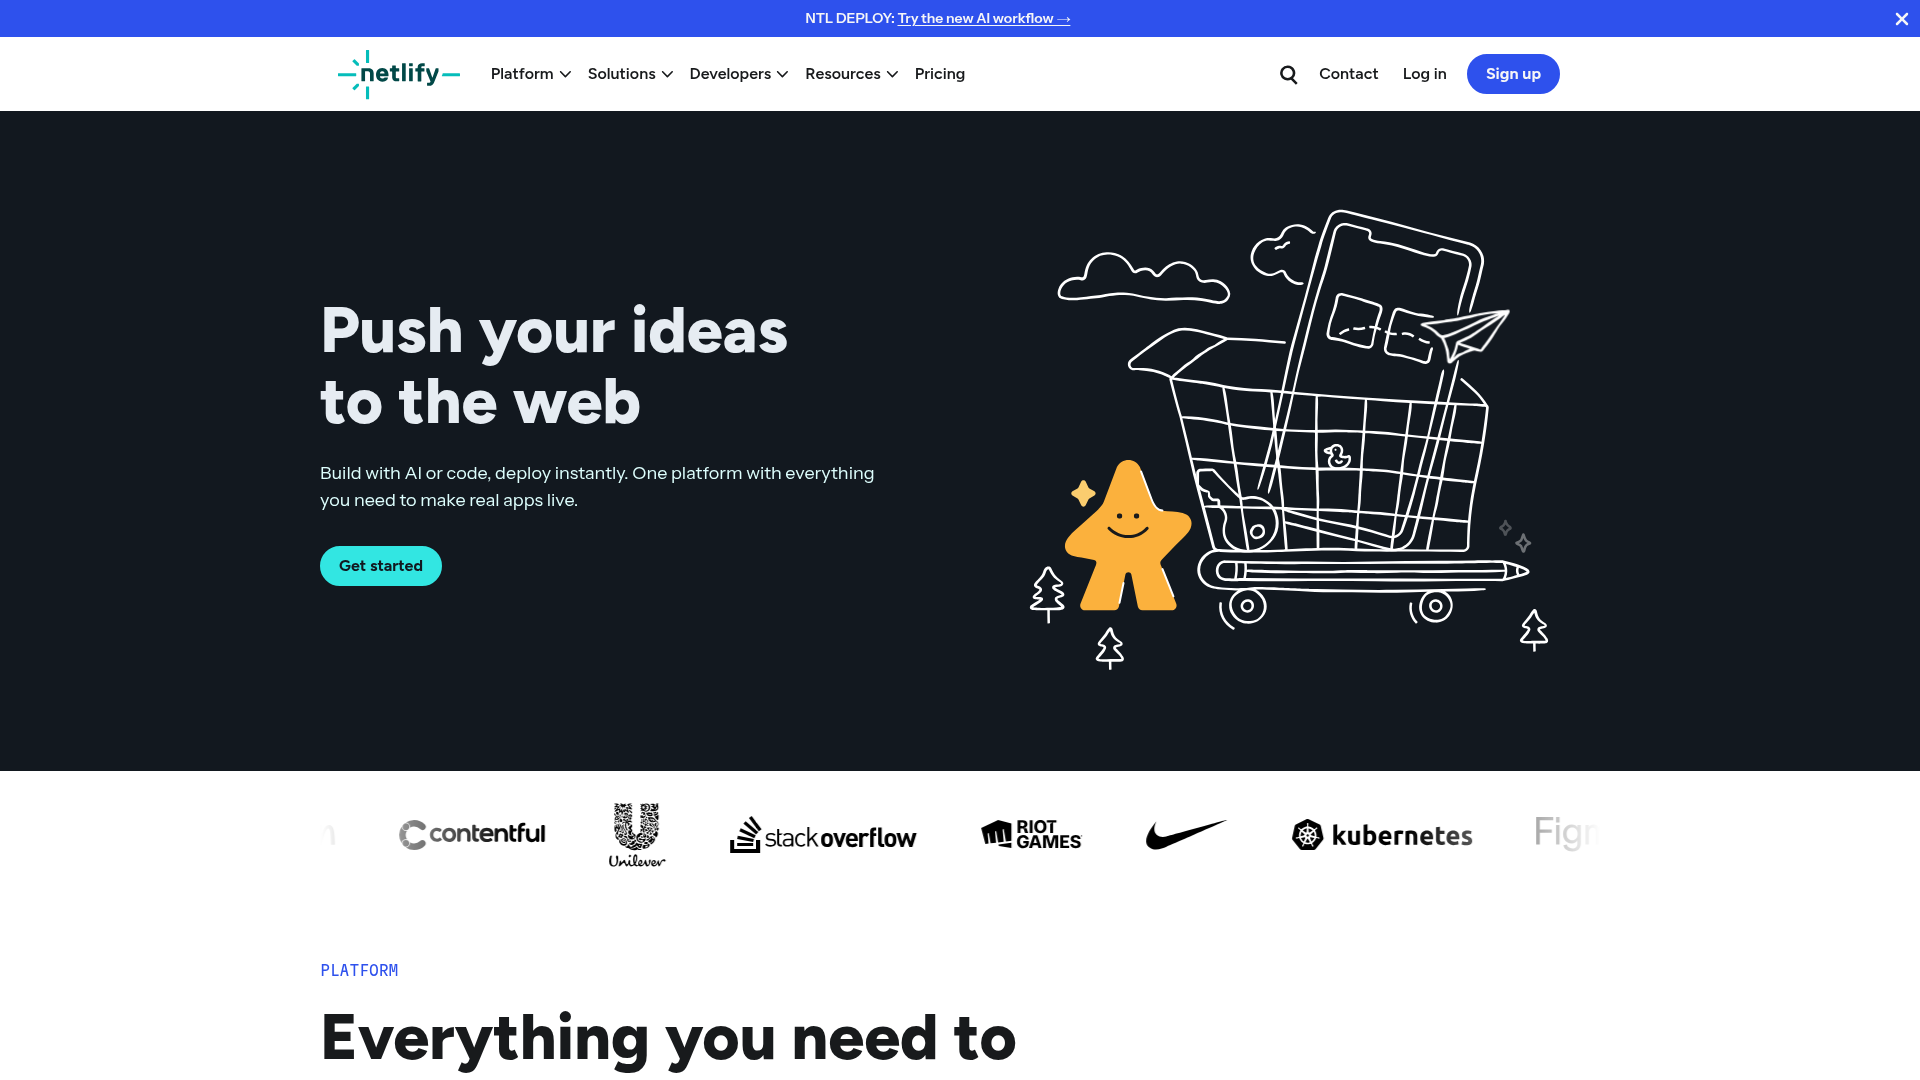 NTL DEPLOY: Try the new AI workflow →
netlify
Platform
Solutions
Developers
Resources
Pricing
Contact
Log in
Sign up
Push your ideas
to the web
Build with AI or code, deploy instantly. One platform with everything
you need to make real apps live.
Get started
contentful
Unilever
stackoverflow
RIOT
GAMES
kubernetes
PLATFORM
Everything you need to